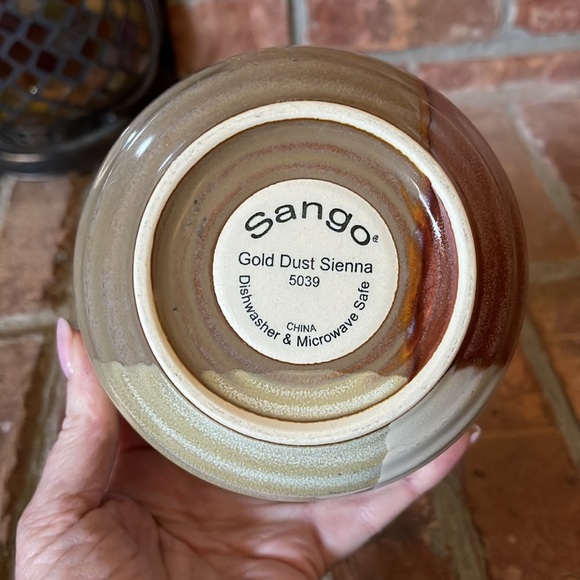 Sango®
Gold Dust Sienna
5039
CHINA
Dishwasher & Microwave Safe